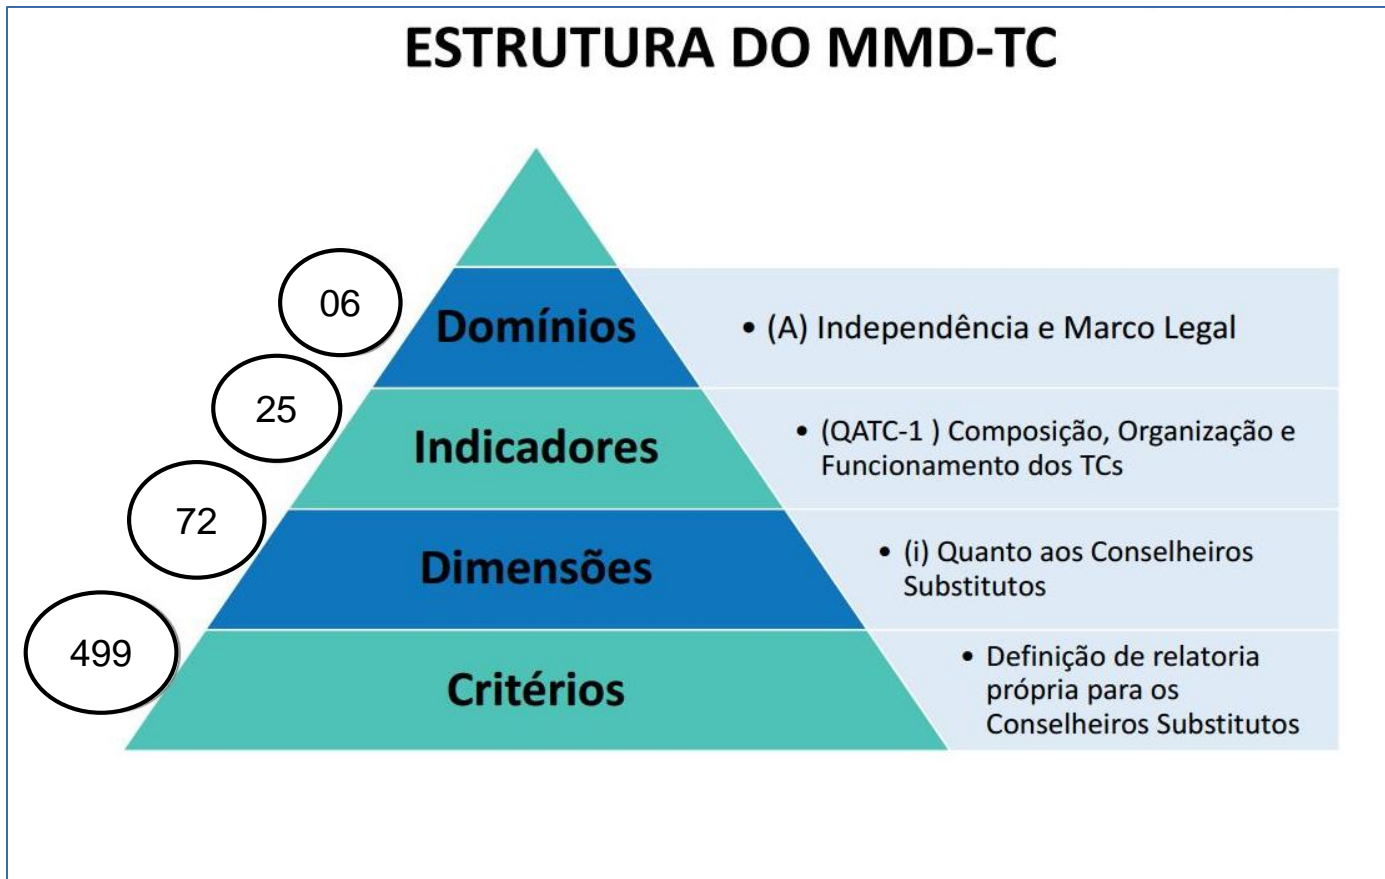 ESTRUTURA DO MMD-TC
06
Domínios
• (A) Independência e Marco Legal
25
Indicadores
• (QATC-1 ) Composição, Organização e
Funcionamento dos TCs
72
Dimensões
• (i) Quanto aos Conselheiros
Substitutos
499
Critérios
• Definição de relatoria
própria para os
Conselheiros Substitutos